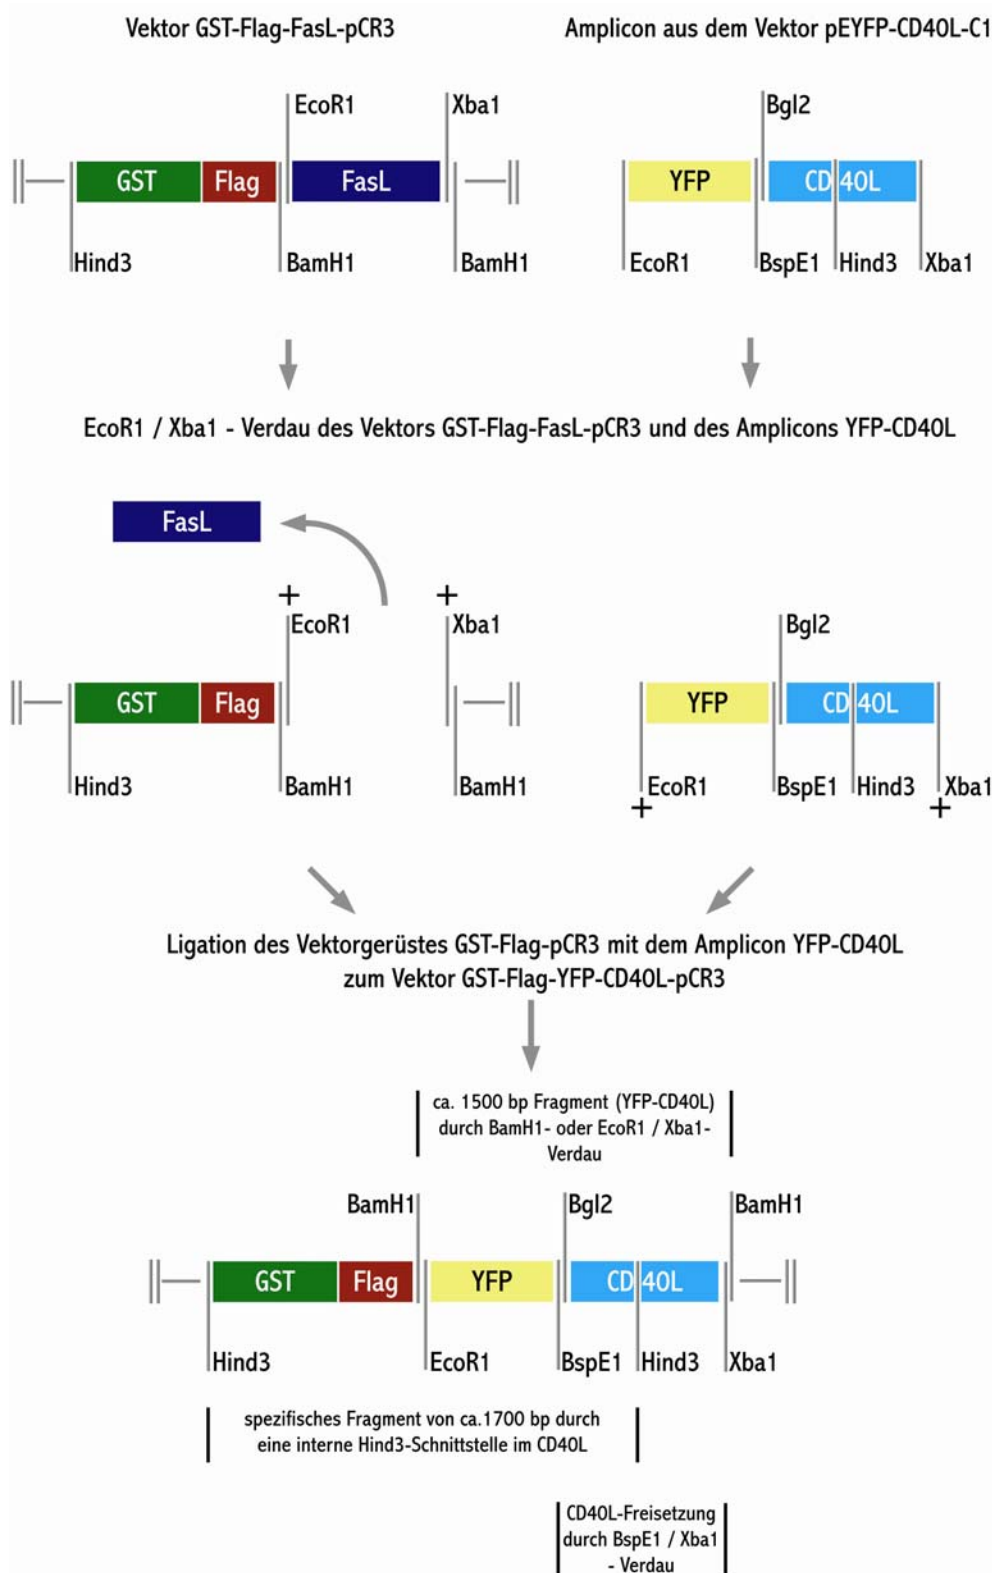 Vektor GST-Flag-FasL-pCR3
Amplicon aus dem Vektor pEYFP-CD40L-C1
EcoR1
Xba1
Bgl2
GST
Flag
FasL
YFP
CD 40L
Hind3
BamH1
BamH1
EcoR1
BspE1
Hind3
Xba1
EcoR1 / Xba1 - Verdau des Vektors GST-Flag-FasL-pCR3 und des Amplicons YFP-CD40L
FasL
+
+
EcoR1
Xba1
Bgl2
GST
Flag
YFP
CD 40L
Hind3
BamH1
BamH1
EcoR1
BspE1
Hind3
Xba1
+
+
Ligation des Vektorgerüstes GST-Flag-pCR3 mit dem Amplicon YFP-CD40L
zum Vektor GST-Flag-YFP-CD40L-pCR3
ca. 1500 bp Fragment (YFP-CD40L)
durch BamH1- oder EcoR1 / Xba1-
Verdau
BamH1
Bgl2
BamH1
GST
Flag
YFP
CD 40L
Hind3
EcoR1
BspE1
Hind3
Xba1
spezifisches Fragment von ca.1700 bp durch
eine interne Hind3-Schnittstelle im CD40L
CD40L-Freisetzung
durch BspE1 / Xba1
- Verdau